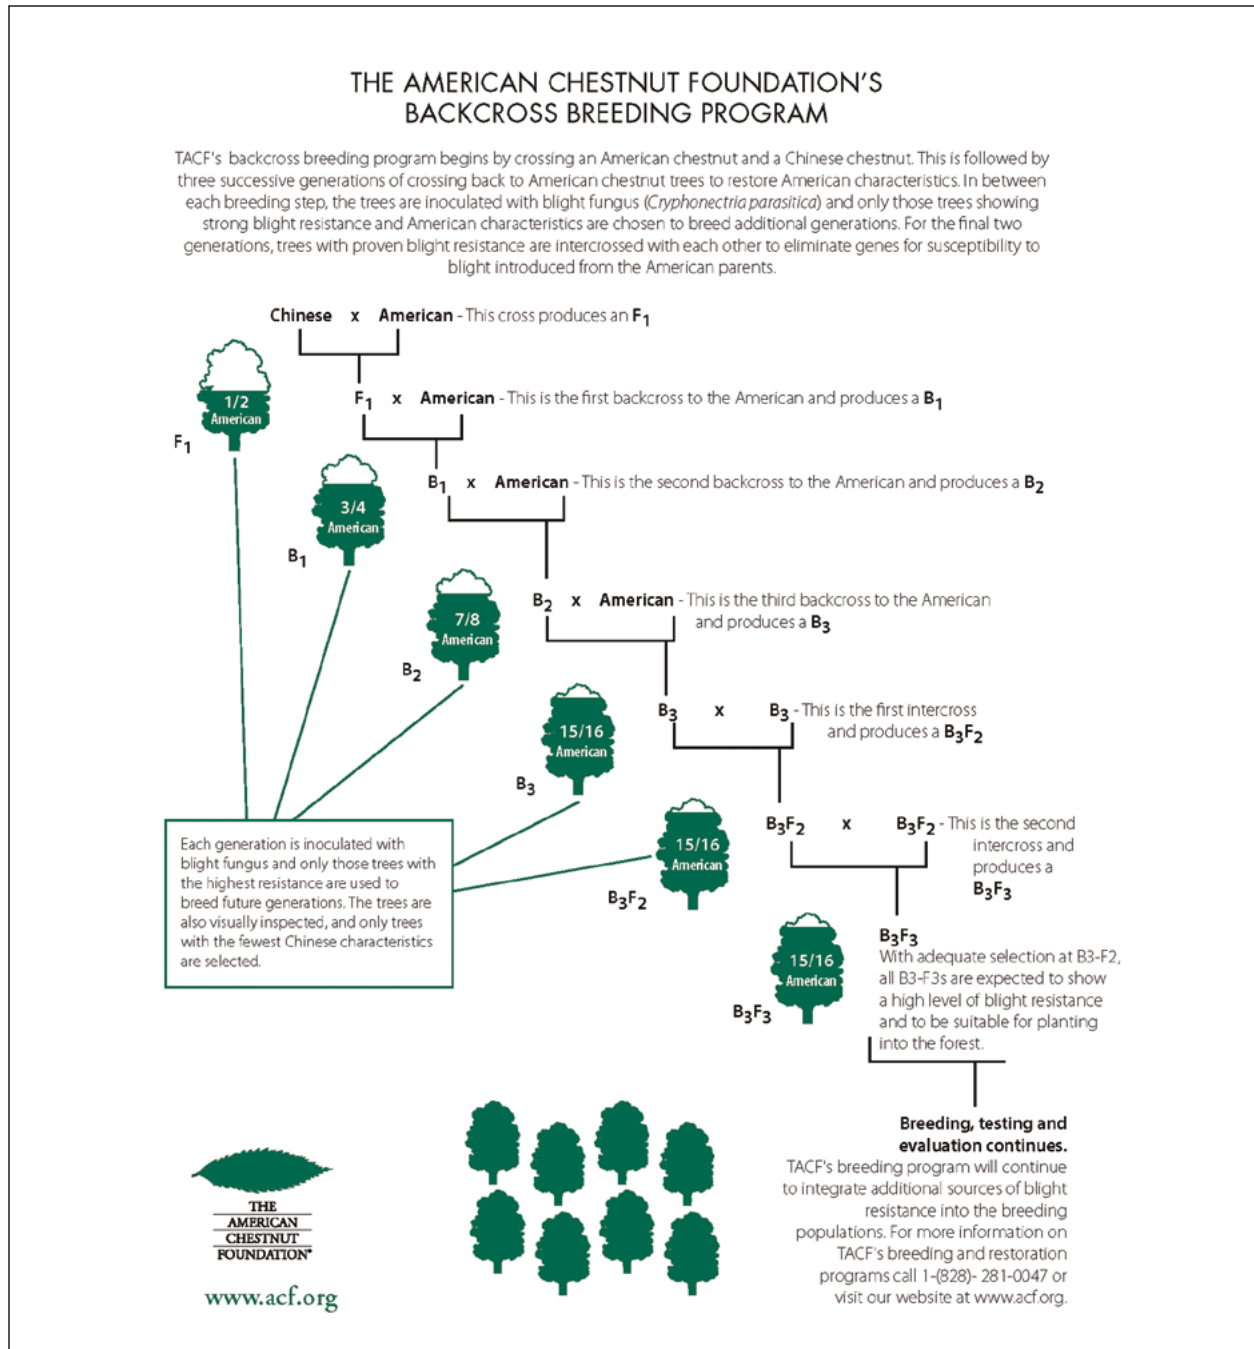 THE AMERICAN CHESTNUT FOUNDATION'S
BACKCROSS BREEDING PROGRAM
TACF's backcross breeding program begins by crossing an American chestnut and a Chinese chestnut. This is followed by
three successive generations of crossing back to American chestnut trees to restore American characteristics. In between
each breeding step, the trees are inoculated with blight fungus (Cryphonectria parasitica) and only those trees showing
strong blight resistance and American characteristics are chosen to breed additional generations. For the final two
generations, trees with proven blight resistance are intercrossed with each other to eliminate genes for susceptibility to
blight introduced from the American parents.
Chinese x American - This cross produces an F1
1/2
American
F1
F1 x American - This is the first backcross to the American and produces a B1
B1 x American - This is the second backcross to the American and produces a B2
3/4
American
B1
B2 x American - This is the third backcross to the American
and produces a B3
7/8
American
B2
B3 x B3 - This is the first intercross
and produces a B3F2
15/16
American
B3
B3F2 x B3F2 - This is the second
intercross and
produces a
B3F3
15/16
American
B3F2
Each generation is inoculated with
blight fungus and only those trees with
the highest resistance are used to
breed future generations. The trees are
also visually inspected, and only trees
with the fewest Chinese characteristics
are selected.
15/16
American
B3F3
B3F3
With adequate selection at B3-F2,
all B3-F3s are expected to show
a high level of blight resistance
and to be suitable for planting
into the forest.
Breeding, testing and
evaluation continues.
TACF's breeding program will continue
to integrate additional sources of blight
resistance into the breeding
populations. For more information on
TACF's breeding and restoration
programs call 1-(828)- 281-0047 or
visit our website at www.acf.org.
THE
AMERICAN
CHESTNUT
FOUNDATION®
www.acf.org